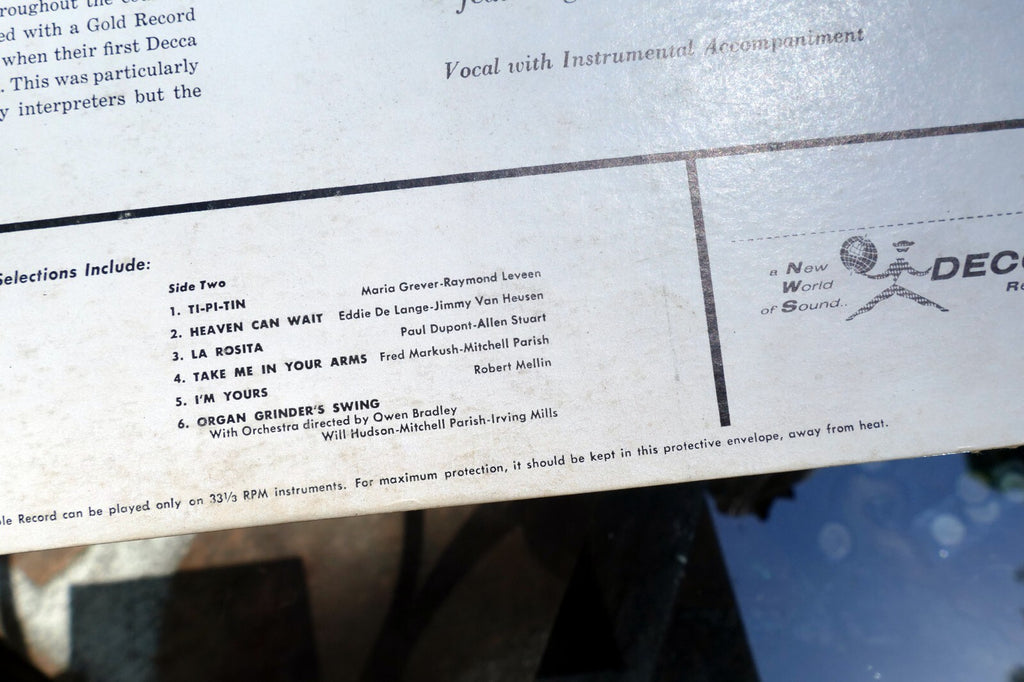 roughout the
ed with a Gold Record
when their first Decca
. This was particularly
y interpreters but the
Vocal with Instrumental Accompaniment
Selections Include:
Side Two
1. TI-PI-TIN Maria Grever-Raymond Leveen
2. HEAVEN CAN WAIT Eddie De Lange-Jimmy Van Heusen
3. LA ROSITA Paul Dupont-Allen Stuart
4. TAKE ME IN YOUR ARMS Fred Markush-Mitchell Parish
5. I'M YOURS Robert Mellin
6. ORGAN GRINDER'S SWING
With Orchestra directed by Owen Bradley
Will Hudson-Mitchell Parish-Irving Mills
a New
World
of Sound..
DEC
Re
le Record can be played only on 33⅓ RPM instruments. For maximum protection, it should be kept in this protective envelope, away from heat.